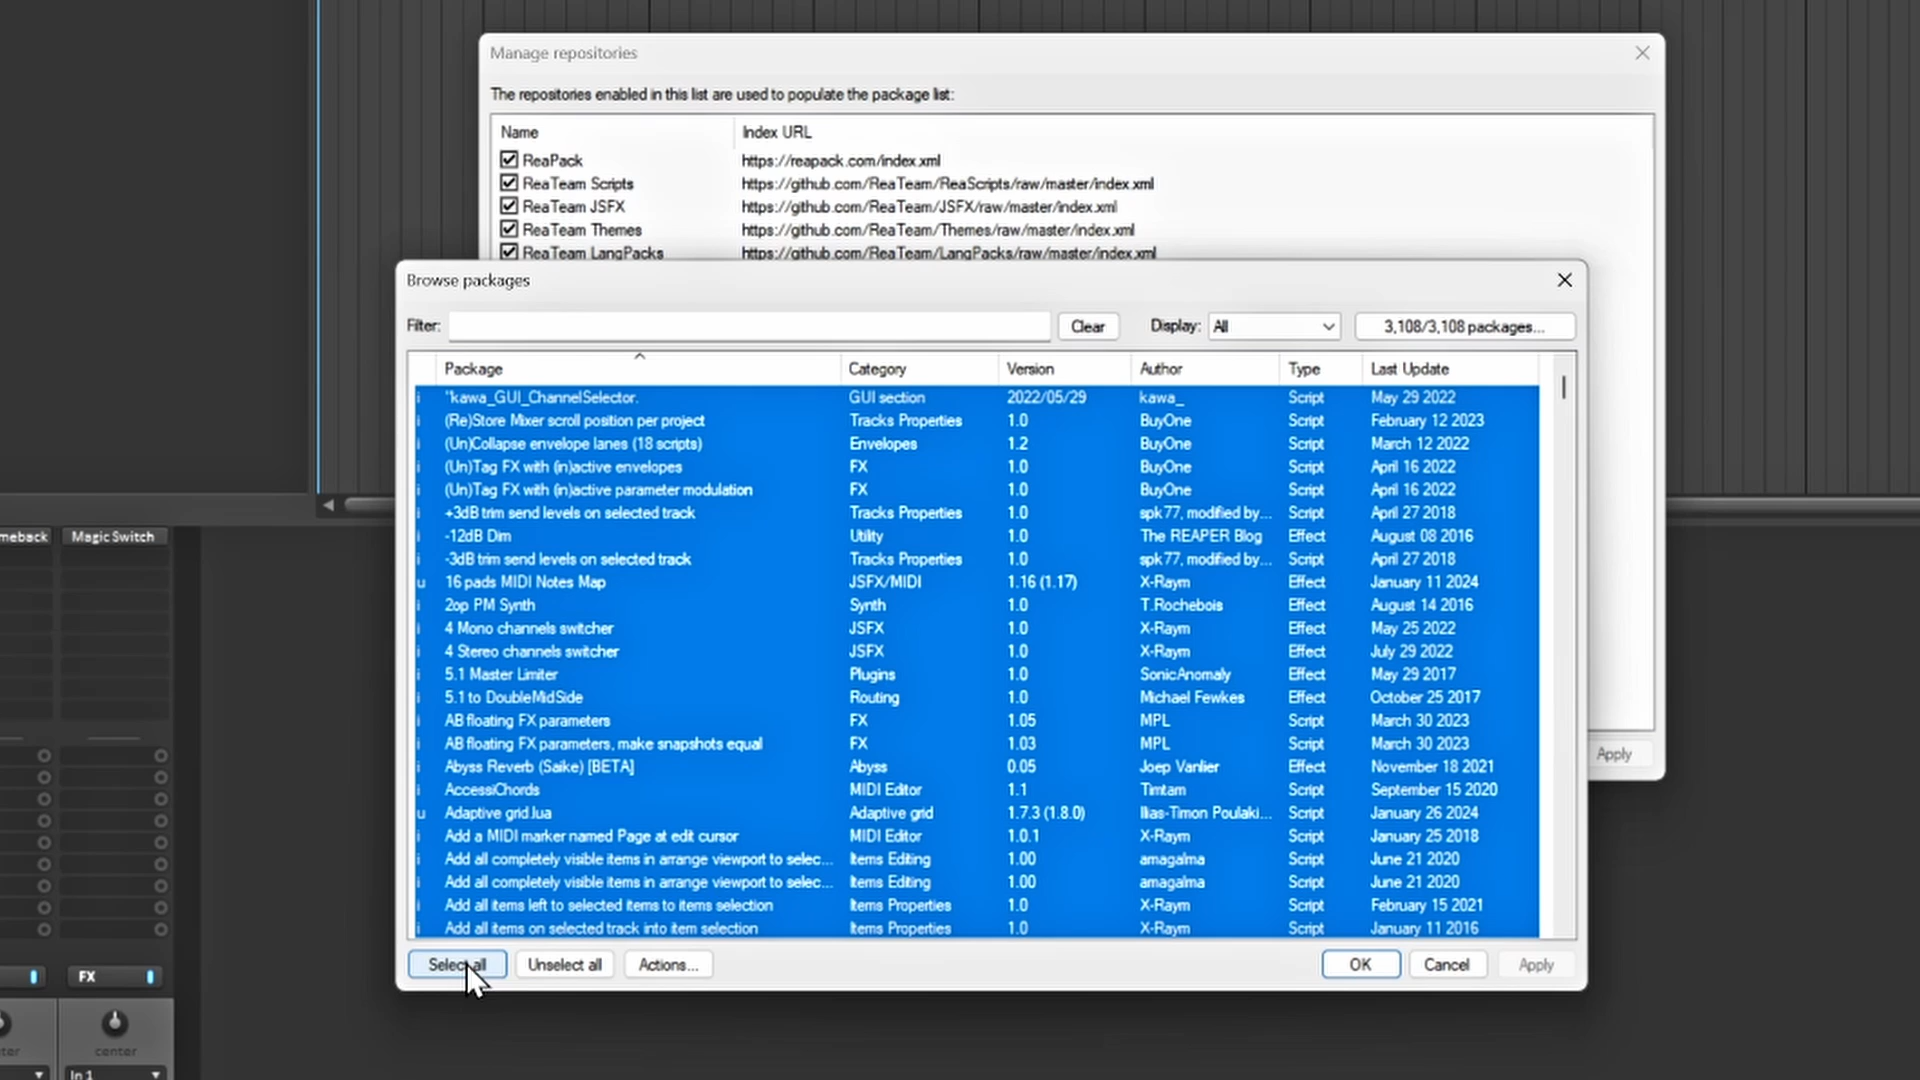 Manage repositories
The repositories enabled in this list are used to populate the package list:
Name Index URL
ReaPack https://reapack.com/index.xml
ReaTeam Scripts https://github.com/ReaTeam/ReaScripts/raw/master/index.xml
ReaTeam JSFX https://github.com/ReaTeam/JSFX/raw/master/index.xml
ReaTeam Themes https://github.com/ReaTeam/Themes/raw/master/index.xml
ReaTeam LangPacks https://github.com/ReaTeam/LangPacks/raw/master/index.xml
Browse packages
Filter: Clear Display: All 3,108/3,108 packages...
Package Category Version Author Type Last Update
i "kawa_GUI_ChannelSelector. GUI section 2022/05/29 kawa_ Script May 29 2022
i (Re)Store Mixer scroll position per project Tracks Properties 1.0 BuyOne Script February 12 2023
i (Un)Collapse envelope lanes (18 scripts) Envelopes 1.2 BuyOne Script March 12 2022
i (Un)Tag FX with (in)active envelopes FX 1.0 BuyOne Script April 16 2022
i (Un)Tag FX with (in)active parameter modulation FX 1.0 BuyOne Script April 16 2022
i +3dB trim send levels on selected track Tracks Properties 1.0 spk77, modified by... Script April 27 2018
i -12dB Dim Utility 1.0 The REAPER Blog Effect August 08 2016
i -3dB trim send levels on selected track Tracks Properties 1.0 spk77, modified by... Script April 27 2018
u 16 pads MIDI Notes Map JSFX/MIDI 1.16 (1.17) X-Raym Effect January 11 2024
i 2op PM Synth Synth 1.0 T.Rochebois Effect August 14 2016
i 4 Mono channels switcher JSFX 1.0 X-Raym Effect May 25 2022
i 4 Stereo channels switcher JSFX 1.0 X-Raym Effect July 29 2022
i 5.1 Master Limiter Plugins 1.0 SonicAnomaly Effect May 29 2017
i 5.1 to DoubleMidSide Routing 1.0 Michael Fewkes Effect October 25 2017
i AB floating FX parameters FX 1.05 MPL Script March 30 2023
i AB floating FX parameters, make snapshots equal FX 1.03 MPL Script March 30 2023
i Abyss Reverb (Saike) [BETA] Abyss 0.05 Joep Vanlier Effect November 18 2021
i AccessiChords MIDI Editor 1.1 Timtam Script September 15 2020
u Adaptive grid.lua Adaptive grid 1.7.3 (1.8.0) Ilias-Timon Poulaki... Script January 26 2024
i Add a MIDI marker named Page at edit cursor MIDI Editor 1.0.1 X-Raym Script January 25 2018
i Add all completely visible items in arrange viewport to selec... Items Editing 1.00 amagalma Script June 21 2020
i Add all completely visible items in arrange viewport to selec... Items Editing 1.00 amagalma Script June 21 2020
i Add all items left to selected items to items selection Items Properties 1.0 X-Raym Script February 15 2021
i Add all items on selected track into item selection Items Properties 1.0 X-Raym Script January 11 2016
Select all Unselect all Actions... OK Cancel Apply
Apply
meback Magic Switch
FX
ter center
In 1